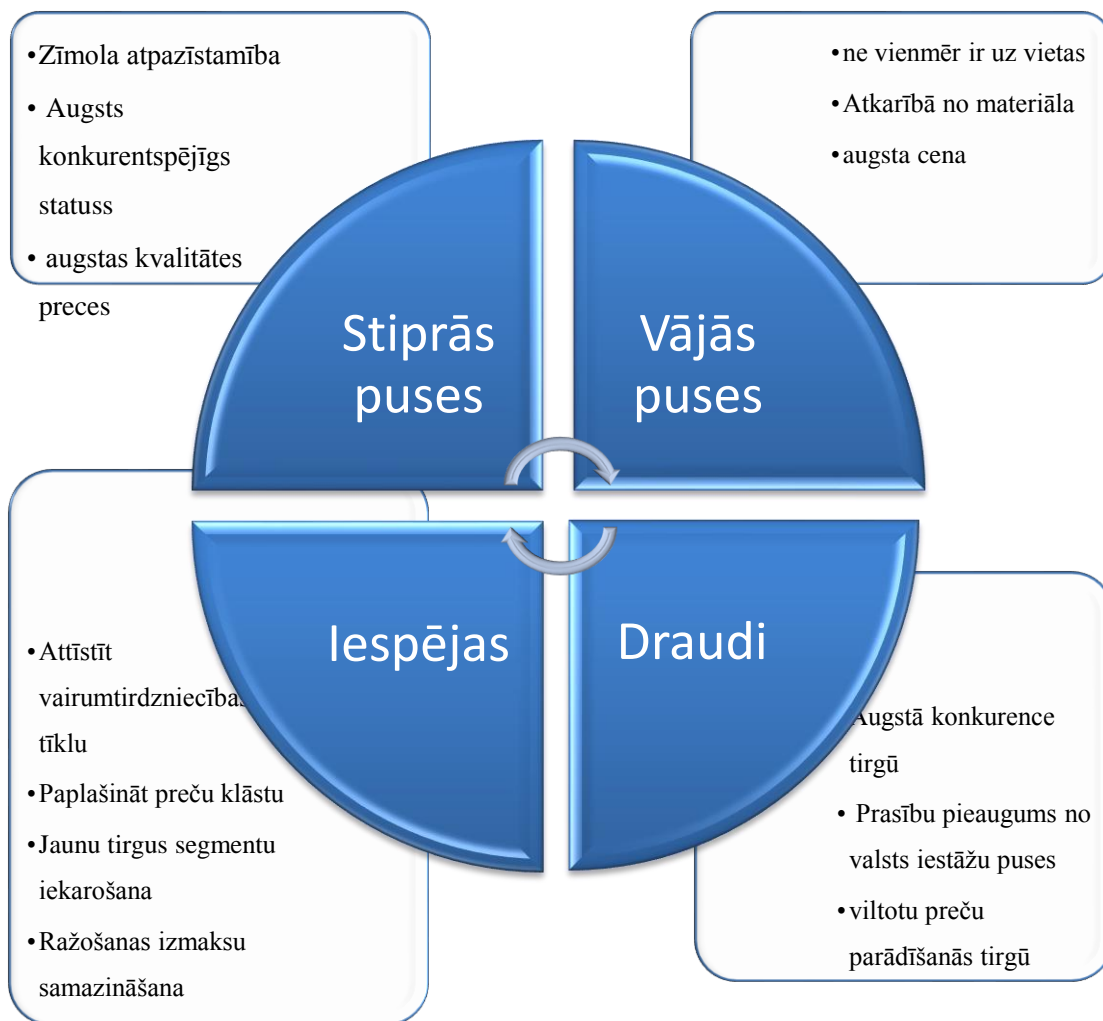 •Zīmola atpazīstamība
• Augsts
konkurentspējīgs
statuss
• augstas kvalitātes
preces
•ne vienmēr ir uz vietas
•Atkarībā no materiāla
•augsta cena
Stiprās
puses
Vājās
puses
Iespējas
Draudi
•Attīstīt
vairumtirdzniecības
tīklu
•Paplašināt preču klāstu
•Jaunu tirgus segmentu
iekarošana
•Ražošanas izmaksu
samazināšana
Augstā konkurence
tirgū
• Prasību pieaugums no
valsts iestāžu puses
•viltotu preču
parādīšanās tirgū